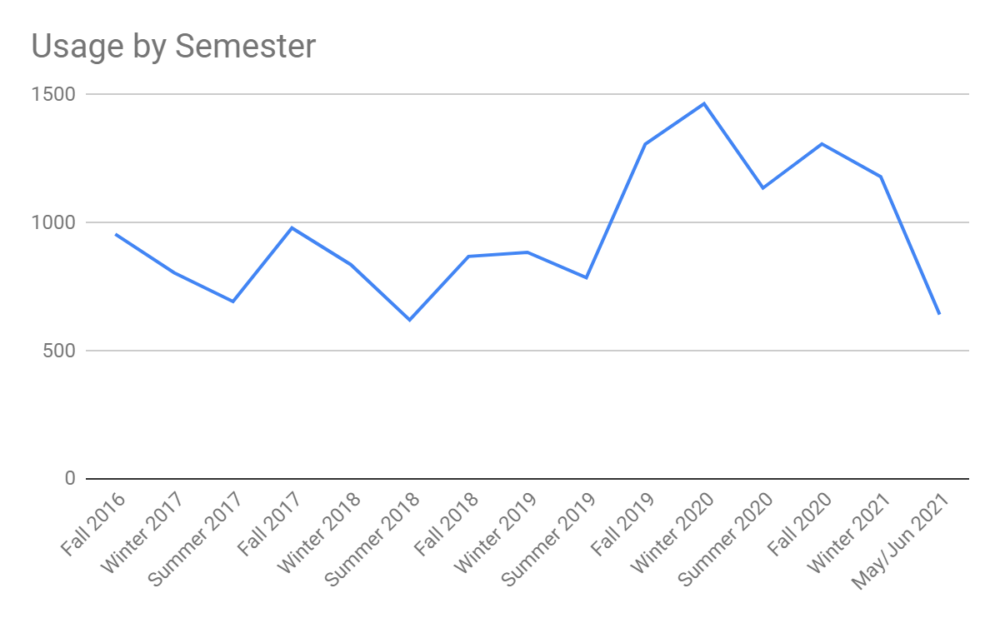 Usage by Semester
1500
1000
500
0
Fall 2016
Winter 2017
Summer 2017
Fall 2017
Winter 2018
Summer 2018
Fall 2018
Winter 2019
Summer 2019
Fall 2019
Winter 2020
Summer 2020
Fall 2020
Winter 2021
May/Jun 2021